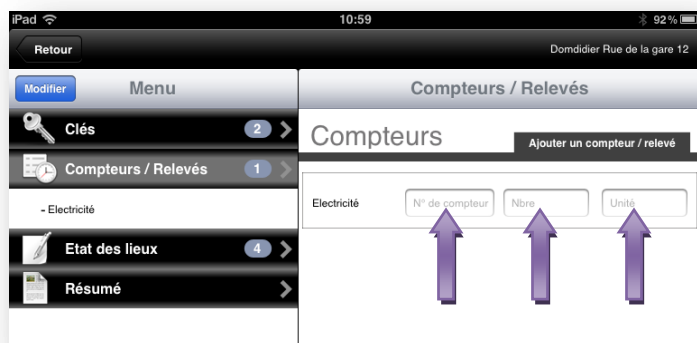 iPad 10:59 92%
Retour Domdidier Rue de la gare 12
Modifier Menu
Clés 2
Compteurs / Relevés 1
- Electricité
Etat des lieux 4
Résumé
Compteurs / Relevés
Compteurs Ajouter un compteur / relevé
Electricité N° de compteur Nbre Unité